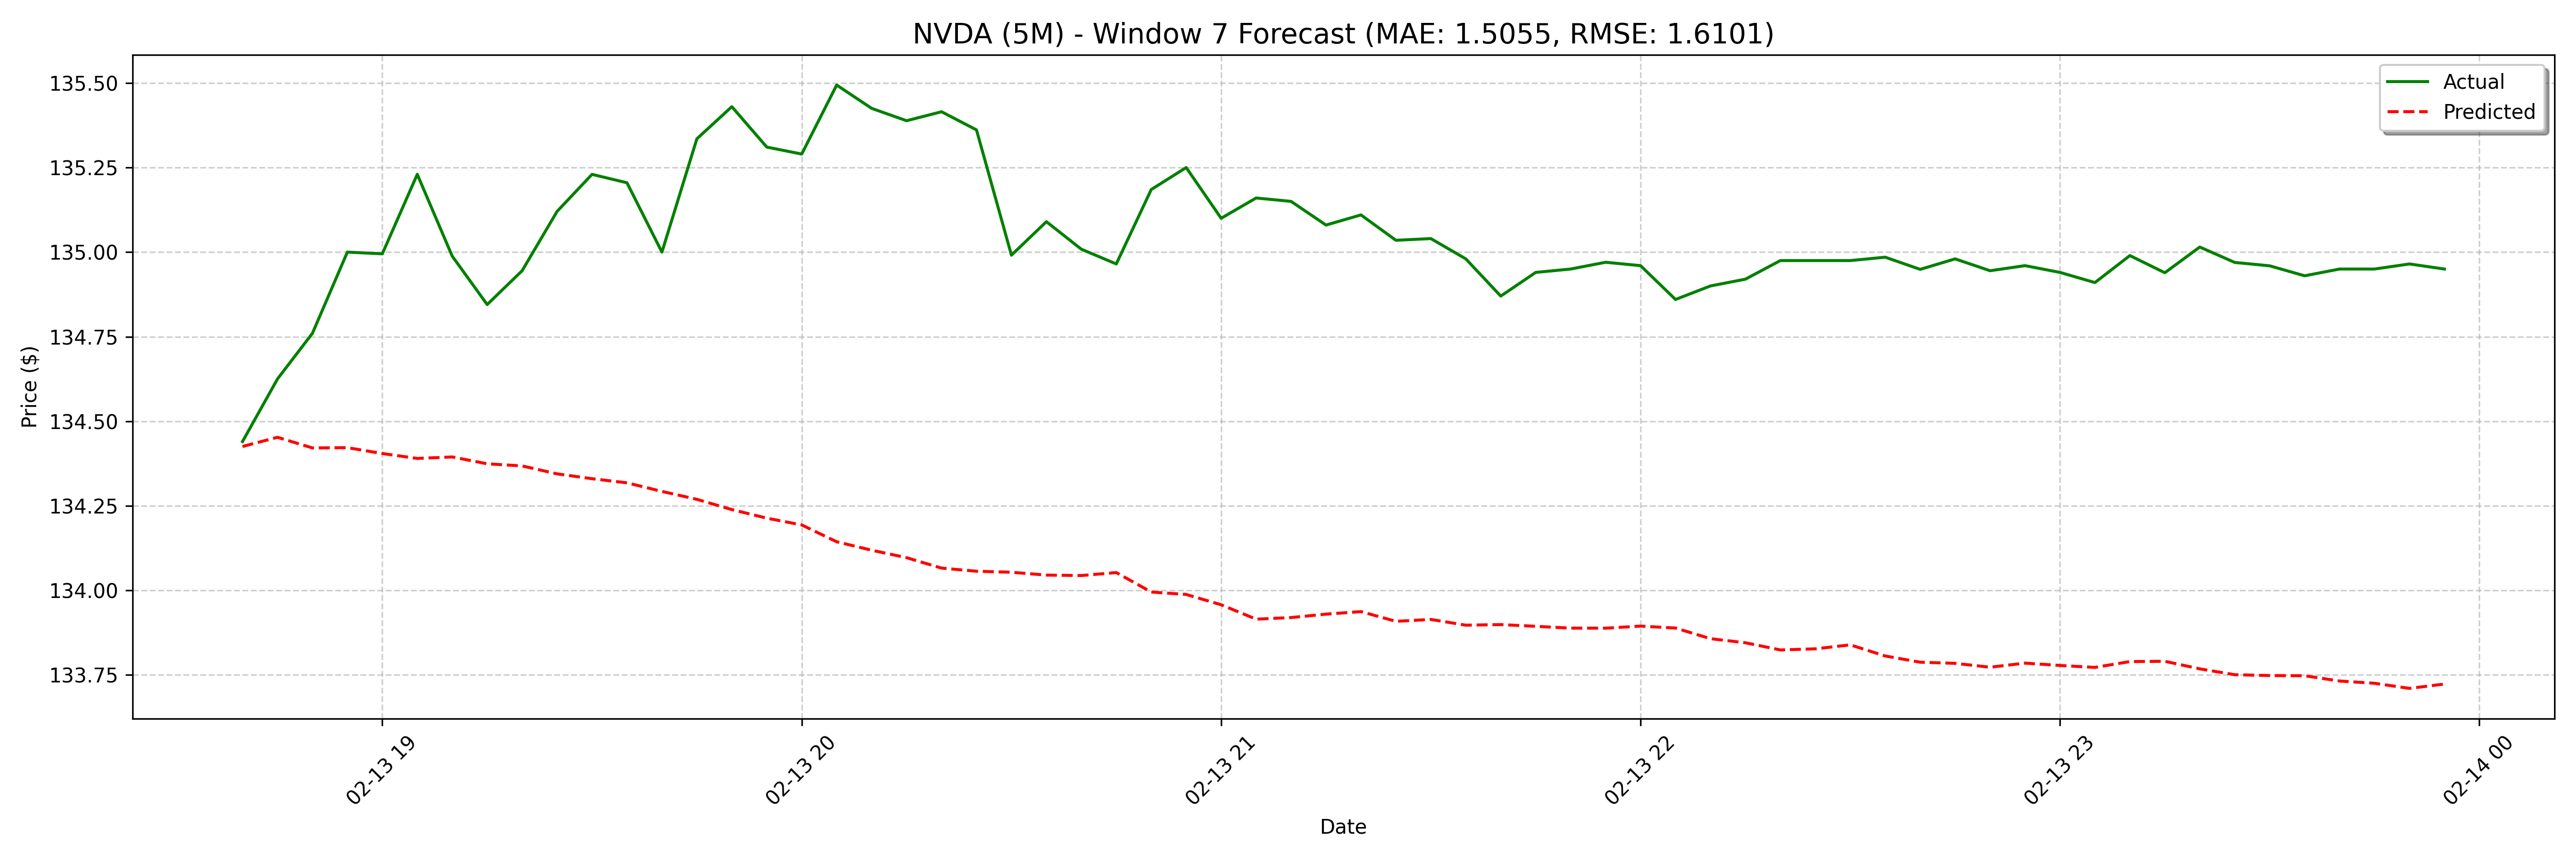 NVDA (5M) - Window 7 Forecast (MAE: 1.5055, RMSE: 1.6101)
Actual
Predicted
Price ($)
135.50
135.25
135.00
134.75
134.50
134.25
134.00
133.75
02-13 19
02-13 20
02-13 21
02-13 22
02-13 23
02-14 00
Date